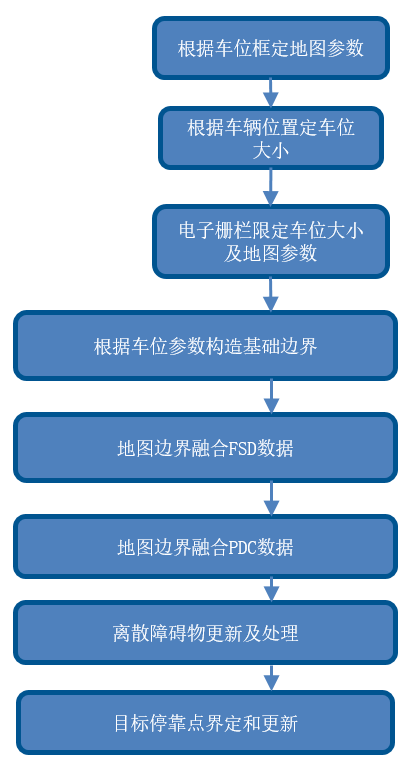 根据车位框定地图参数
根据车辆位置定车位
大小
电子栅栏限定车位大小
及地图参数
根据车位参数构造基础边界
地图边界融合FSD数据
地图边界融合PDC数据
离散障碍物更新及处理
目标停靠点界定和更新